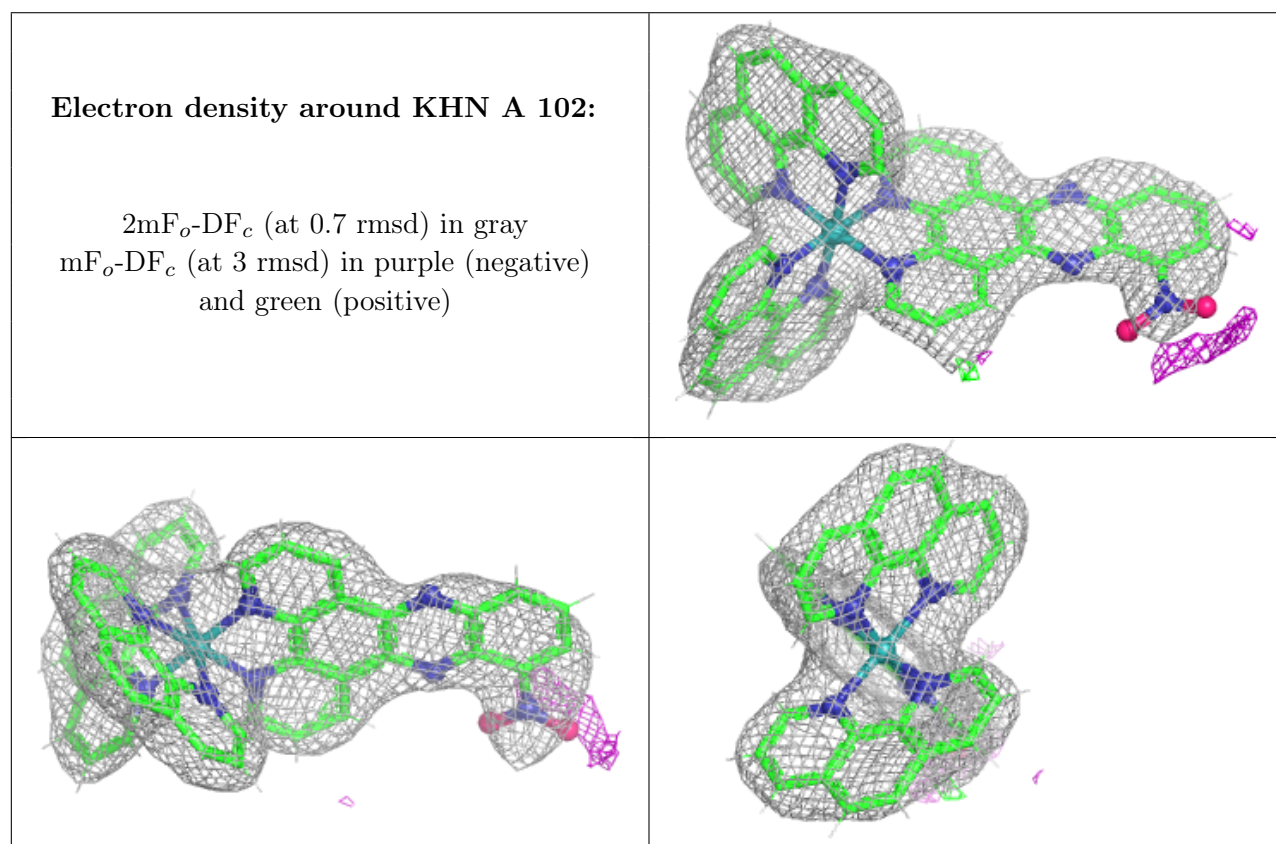 Electron density around KHN A 102:
2mFo-DFc (at 0.7 rmsd) in gray
mFo-DFc (at 3 rmsd) in purple (negative)
and green (positive)